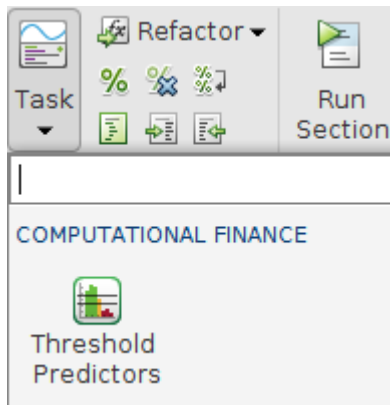 Refactor
Task
Run
Section
COMPUTATIONAL FINANCE
Threshold
Predictors